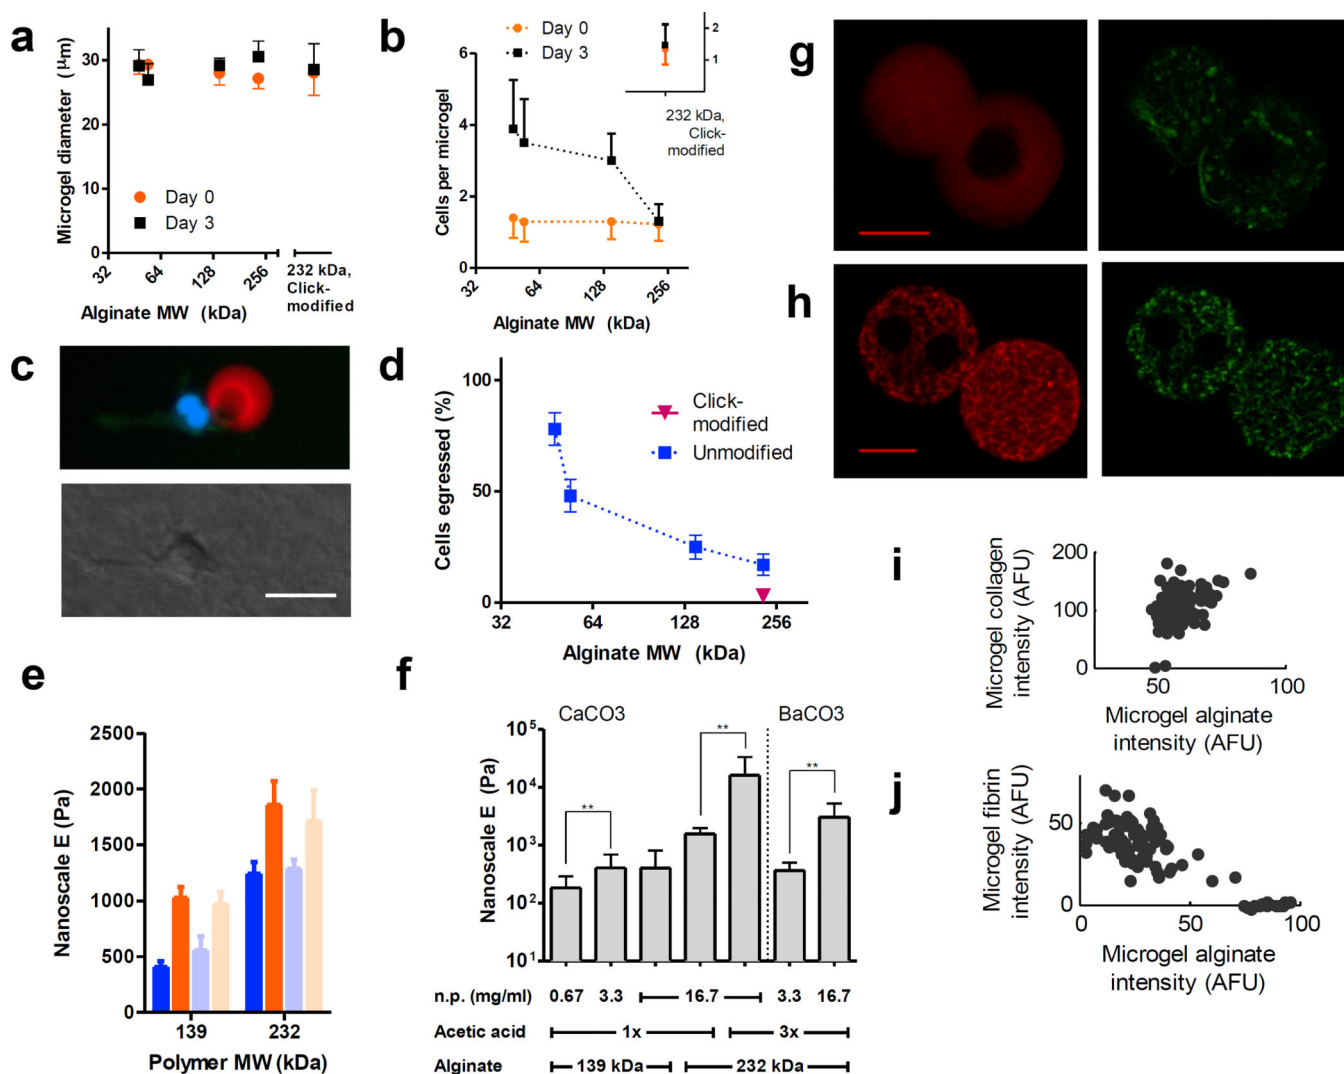 a
Microgel diameter (μm)
40
30
20
10
0
Day 0
Day 3
32
64
128
256
232 kDa,
Click-
modified
Alginate MW (kDa)
b
Day 0
Day 3
Cells per microgel
6
4
2
0
32
64
128
256
Alginate MW (kDa)
2
1
232 kDa,
Click-
modified
c
d
Cells egressed (%)
100
50
0
Click-
modified
Unmodified
32
64
128
256
Alginate MW (kDa)
e
Nanoscale E (Pa)
2500
2000
1500
1000
500
0
139
232
Polymer MW (kDa)
f
CaCO3
BaCO3
Nanoscale E (Pa)
10^5
10^4
10^3
10^2
10^1
**
**
**
n.p. (mg/ml) 0.67 3.3 16.7 3.3 16.7
Acetic acid 1x 3x
Alginate 139 kDa 232 kDa
g
h
i
Microgel collagen
intensity (AFU)
200
100
0
50
100
Microgel alginate
intensity (AFU)
j
Microgel fibrin
intensity (AFU)
50
0
0
50
100
Microgel alginate
intensity (AFU)